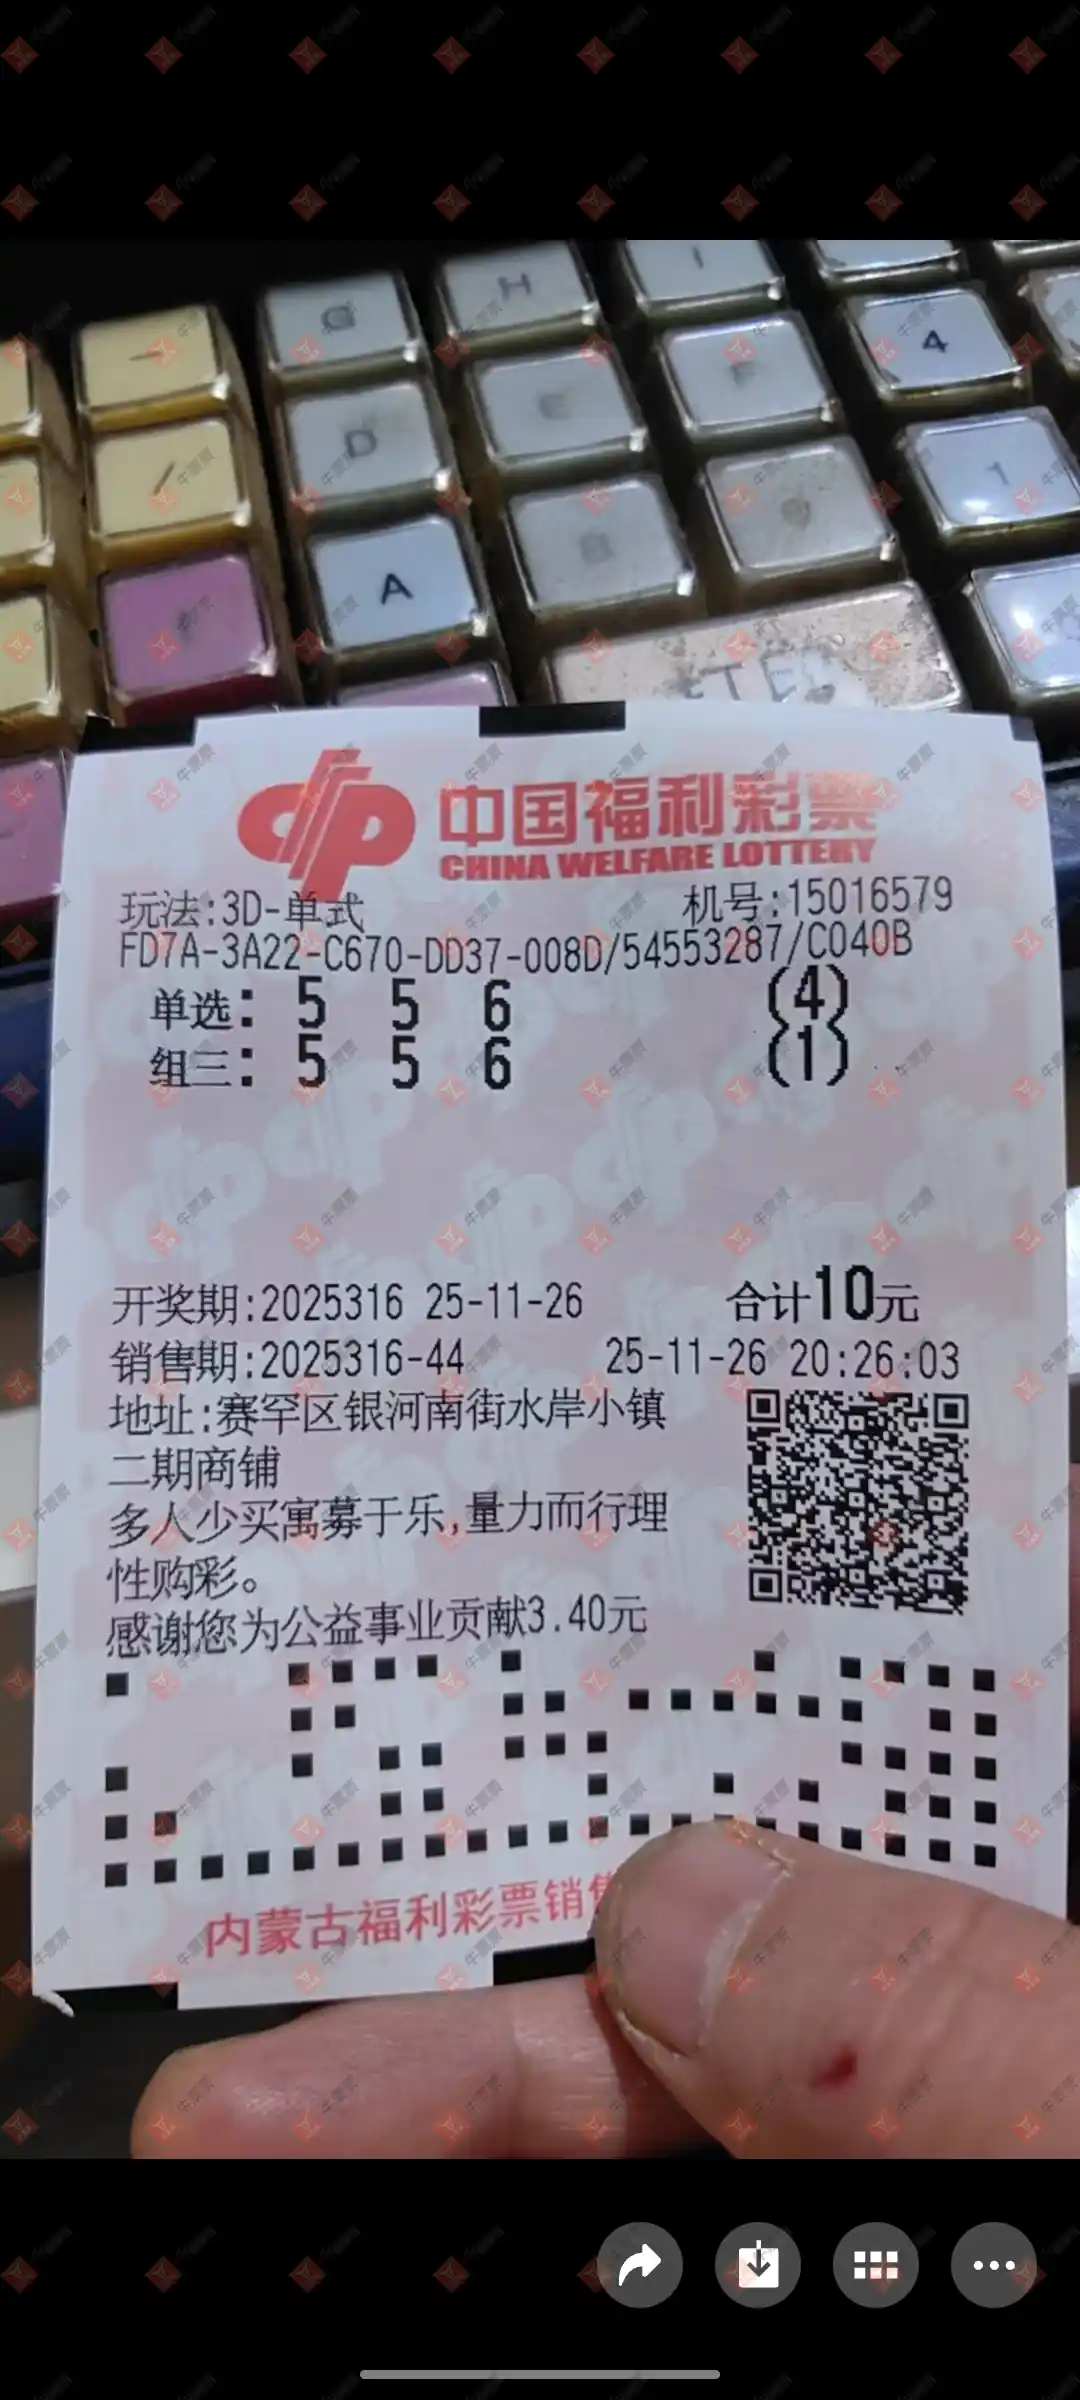 G
H
I
4
D
E
F
1
A
B
中国福利彩票
CHINA WELFARE LOTTERY
玩法:3D-单式 机号:15016579
FD7A-3A22-C670-DD37-008D/54553287/C040B
单选: 5 5 6 (4)
组三: 5 5 6 (1)
开奖期:2025316 25-11-26 合计10元
销售期:2025316-44 25-11-26 20:26:03
地址:赛罕区银河南街水岸小镇
二期商铺
多人少买寓募于乐,量力而行理
性购彩。
感谢您为公益事业贡献3.40元
内蒙古福利彩票销售
牛票票